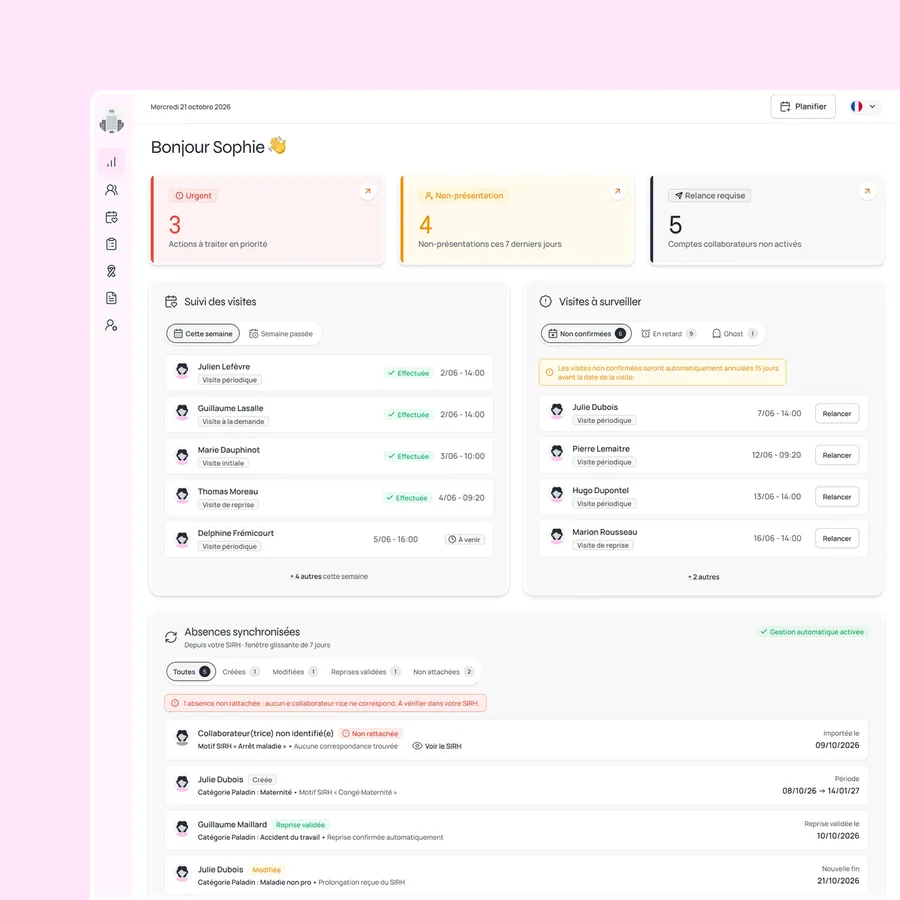 Mercredi 21 octobre 2026
Planifier
Bonjour Sophie 👋
Urgent
3
Actions à traiter en priorité
Non-présentation
4
Non-présentations ces 7 derniers jours
Relance requise
5
Comptes collaborateurs non activés
Suivi des visites
Cette semaine
Semaine passée
Julien Lefèvre
Visite périodique
Effectuée
2/06 - 14:00
Guillaume Lasalle
Visite à la demande
Effectuée
2/06 - 14:00
Marie Dauphinot
Visite initiale
Effectuée
3/06 - 10:00
Thomas Moreau
Visite de reprise
Effectuée
4/06 - 09:20
Delphine Frémicourt
Visite périodique
5/06 - 16:00
À venir
+ 4 autres cette semaine
Visites à surveiller
Non confirmées 6
En retard 9
Ghost 1
Les visites non confirmées seront automatiquement annulées 15 jours
avant la date de la visite.
Julie Dubois
Visite périodique
7/06 - 14:00
Relancer
Pierre Lemaitre
Visite périodique
12/06 - 09:20
Relancer
Hugo Dupontel
Visite périodique
13/06 - 14:00
Relancer
Marion Rousseau
Visite de reprise
16/06 - 14:00
Relancer
+ 2 autres
Absences synchronisées
Depuis votre SIRH · fenêtre glissante de 7 jours
Gestion automatique activée
Toutes 5
Créées 1
Modifiées 1
Reprises validées 1
Non attachées 2
1 absence non rattachée : aucun·e collaborateur·rice ne correspond. À vérifier dans votre SIRH.
Collaborateur(trice) non identifié(e)
Non rattachée
Motif SIRH « Arrêt maladie » • Aucune correspondance trouvée
Voir le SIRH
Importée le
09/10/2026
Julie Dubois
Créée
Catégorie Paladin : Maternité • Motif SIRH « Congé Maternité »
Période
08/10/26 → 14/01/27
Guillaume Maillard
Reprise validée
Catégorie Paladin : Accident du travail • Reprise confirmée automatiquement
Reprise validée le
10/10/2026
Julie Dubois
Modifiée
Catégorie Paladin : Maladie non pro • Prolongation reçue du SIRH
Nouvelle fin
21/10/2026